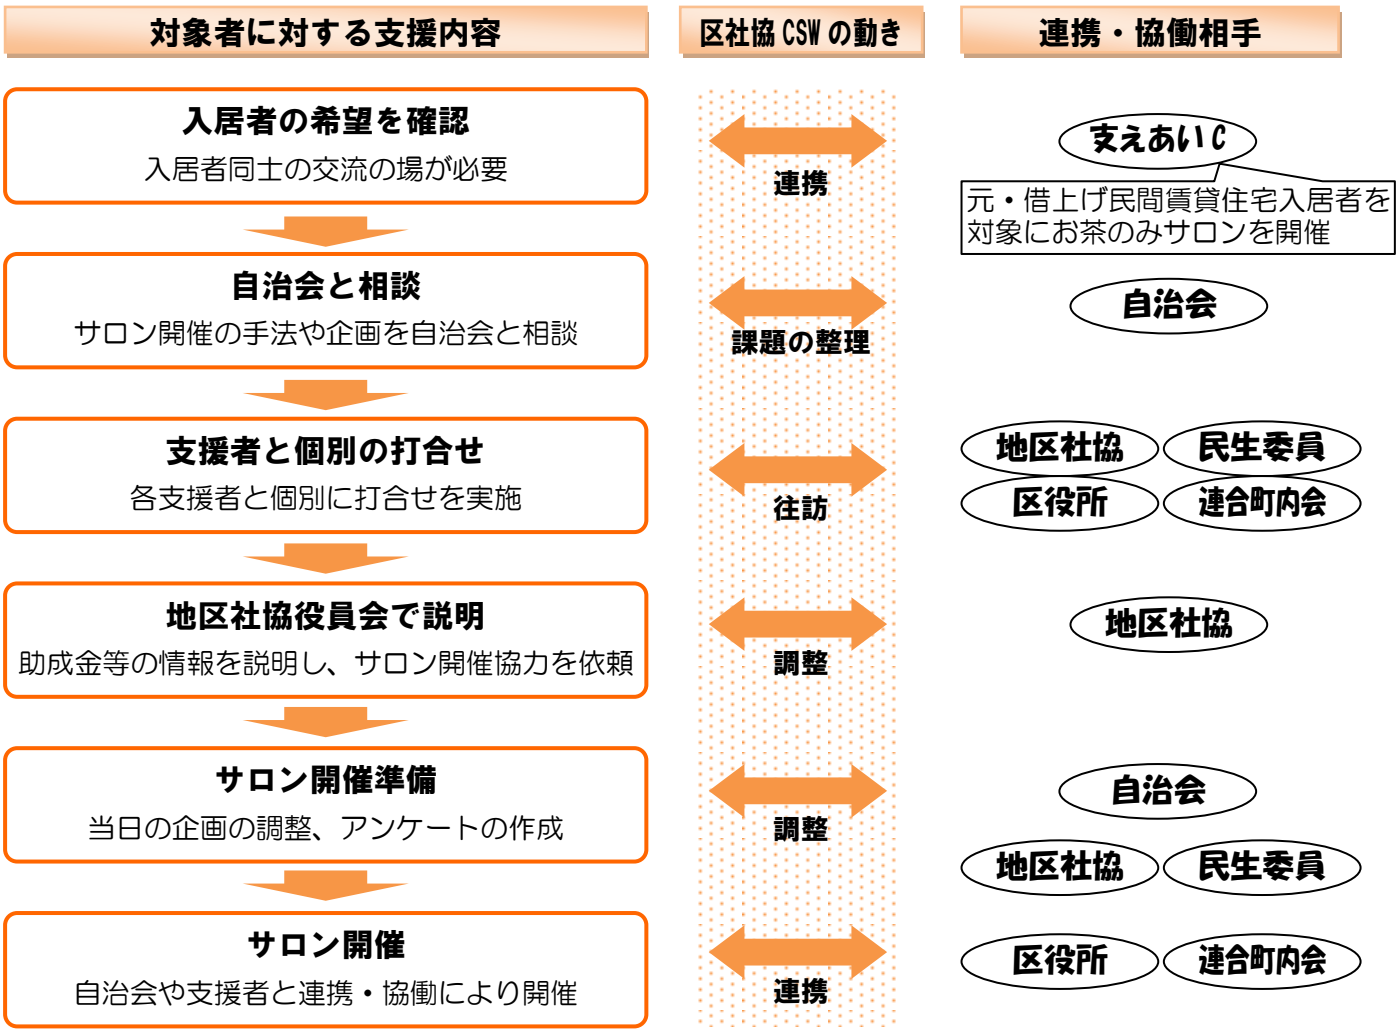 対象者に対する支援内容
区社協CSWの動き
連携・協働相手
入居者の希望を確認
入居者同士の交流の場が必要
連携
支えあいC
元・借上げ民間賃貸住宅入居者を
対象にお茶のみサロンを開催
自治会と相談
サロン開催の手法や企画を自治会と相談
課題の整理
自治会
支援者と個別の打合せ
各支援者と個別に打合せを実施
往訪
地区社協
民生委員
区役所
連合町内会
地区社協役員会で説明
助成金等の情報を説明し、サロン開催協力を依頼
調整
地区社協
サロン開催準備
当日の企画の調整、アンケートの作成
調整
自治会
地区社協
民生委員
サロン開催
自治会や支援者と連携・協働により開催
連携
区役所
連合町内会